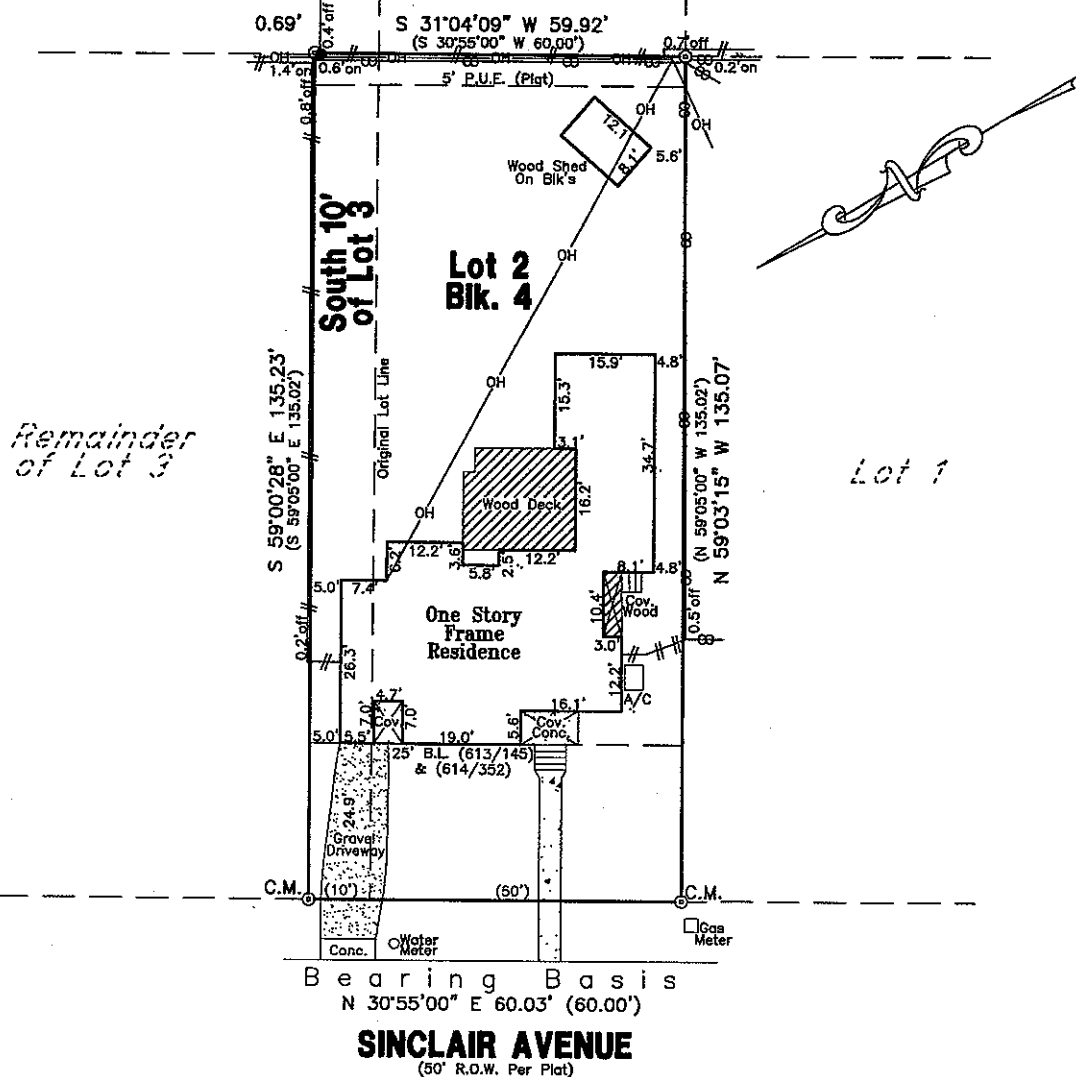 0.69'
0.4'off
S 31°04'09" W 59.92'
(S 30°55'00" W 60.00')
0.7'off
OH
OH
OH
OH
1.4'on
0.6'on
0.2'on
5' P.U.E. (Plat)
0.8'off
OH
OH
12.1'
8.1'
5.6'
Wood Shed
On Blk's
South 10'
of Lot 3
Lot 2
Blk. 4
OH
N
Original Lot Line
S 59°00'28" E 135.23'
(S 59°05'00" E 135.02')
15.9'
4.8'
15.3'
OH
34.7'
(N 59°05'00" W 135.02')
N 59°03'15" W 135.07'
Remainder
of Lot 3
Lot 1
3.1'
Wood Deck
16.2'
OH
6.2'
12.2'
3.6'
5.8'
2.5'
12.2'
5.0'
7.4'
8.1'
4.8'
One Story
Frame
Residence
10.4'
Cov.
Wood
3.0'
0.5'off
0.2'off
26.3'
12.2'
A/C
4.7'
7.0'
Cov.
7.0'
16.1'
5.6'
Cov.
Conc.
5.0'
5.5'
19.0'
25' B.L. (613/145)
& (614/352)
24.9'
Gravel
Driveway
C.M.
(10')
(50')
C.M.
Conc.
Water
Meter
Gas
Meter
Bearing Basis
N 30°55'00" E 60.03' (60.00')
SINCLAIR AVENUE
(50' R.O.W. Per Plat)